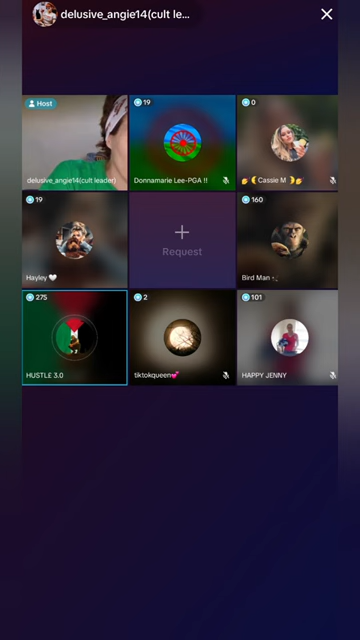 delusive_angie14(cult le...
Host
delusive_angie14(cult leader)
19
Donnamarie Lee-PGA !!
0
Cassie M
19
Hayley
+
Request
160
Bird Man
275
HUSTLE 3.0
2
tiktokqueen
101
HAPPY JENNY